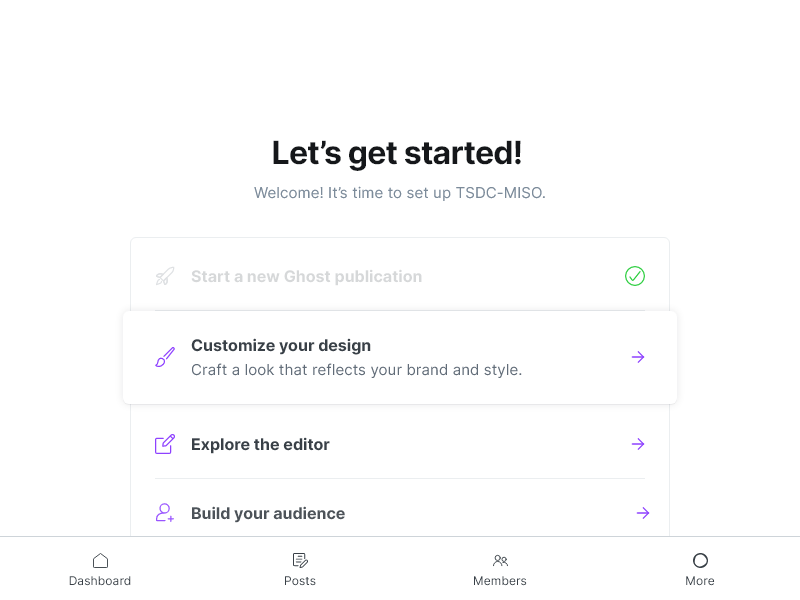 Let’s get started!
Welcome! It’s time to set up TSDC-MISO.
Start a new Ghost publication
Customize your design
Craft a look that reflects your brand and style.
Explore the editor
Build your audience
Dashboard
Posts
Members
More